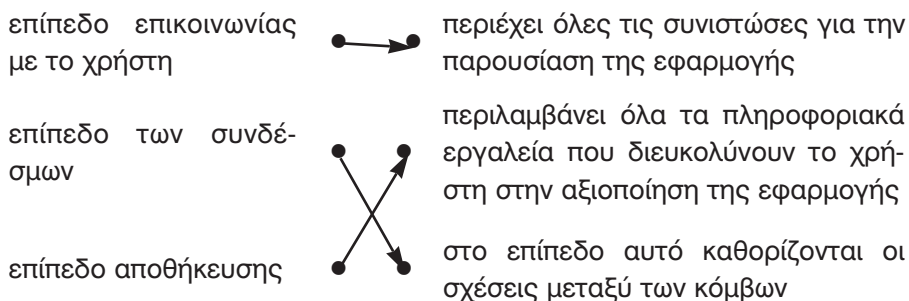 επίπεδο επικοινωνίας
με το χρήστη
περιέχει όλες τις συνιστώσες για την
παρουσίαση της εφαρμογής
επίπεδο των συνδέ-
σμων
περιλαμβάνει όλα τα πληροφοριακά
εργαλεία που διευκολύνουν το χρή-
στη στην αξιοποίηση της εφαρμογής
επίπεδο αποθήκευσης
στο επίπεδο αυτό καθορίζονται οι
σχέσεις μεταξύ των κόμβων